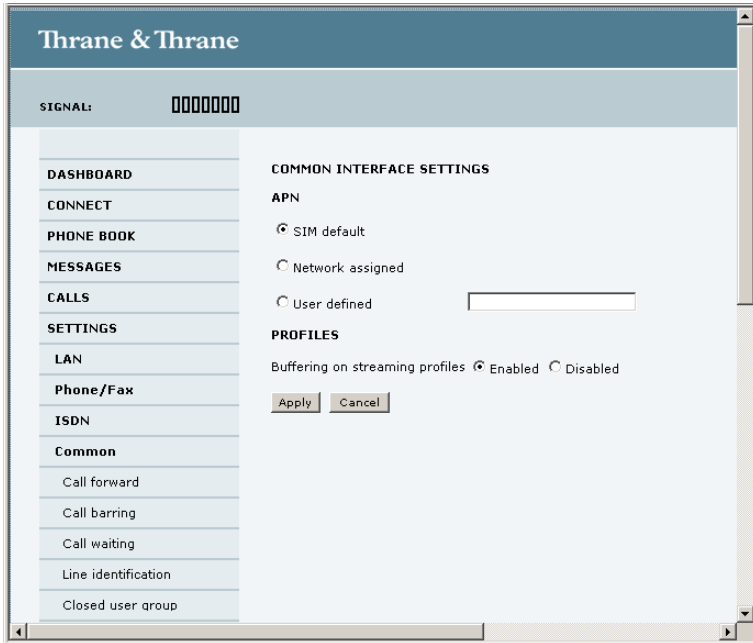 Thrane & Thrane
SIGNAL:
DASHBOARD
CONNECT
PHONE BOOK
MESSAGES
CALLS
SETTINGS
LAN
Phone/Fax
ISDN
Common
Call forward
Call barring
Call waiting
Line identification
Closed user group
COMMON INTERFACE SETTINGS
APN
SIM default
Network assigned
User defined
PROFILES
Buffering on streaming profiles Enabled Disabled
Apply Cancel